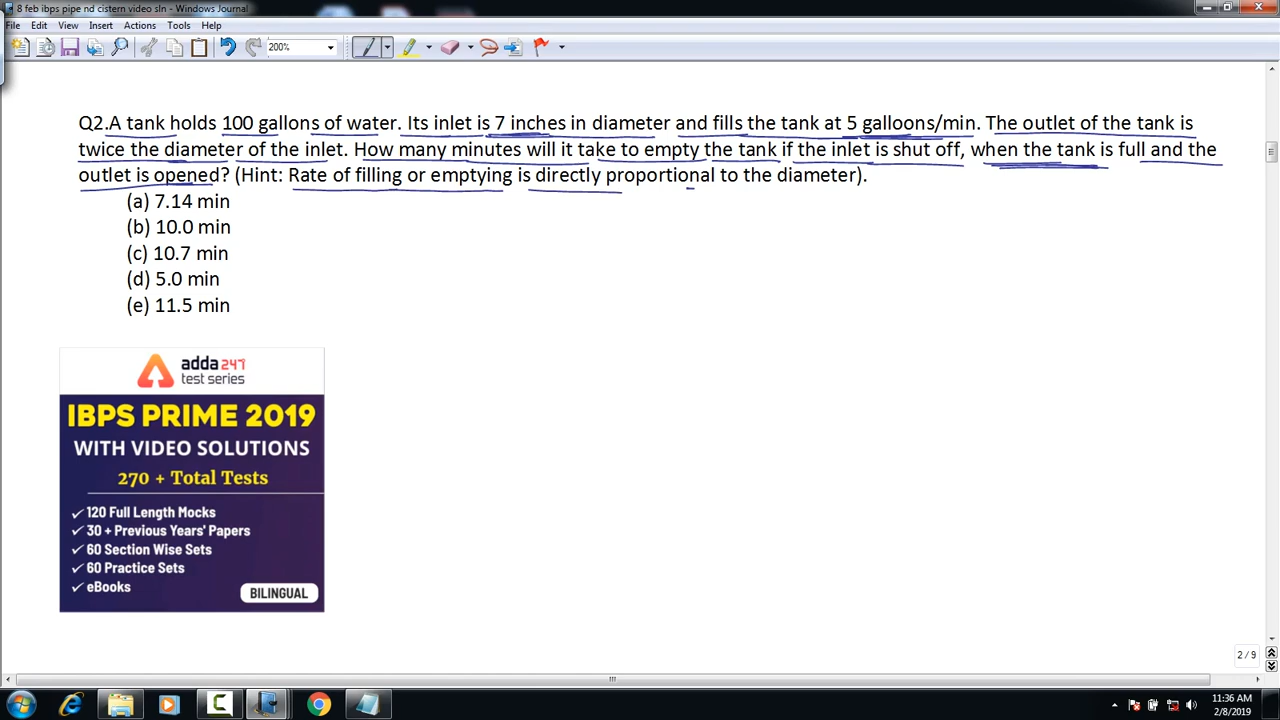 8 feb ibps pipe nd cistern video sln - Windows Journal
File Edit View Insert Actions Tools Help
200%
Q2.A tank holds 100 gallons of water. Its inlet is 7 inches in diameter and fills the tank at 5 galloons/min. The outlet of the tank is
twice the diameter of the inlet. How many minutes will it take to empty the tank if the inlet is shut off, when the tank is full and the
outlet is opened? (Hint: Rate of filling or emptying is directly proportional to the diameter).
(a) 7.14 min
(b) 10.0 min
(c) 10.7 min
(d) 5.0 min
(e) 11.5 min
adda247
test series
IBPS PRIME 2019
WITH VIDEO SOLUTIONS
270 + Total Tests
120 Full Length Mocks
30 + Previous Years' Papers
60 Section Wise Sets
60 Practice Sets
eBooks
BILINGUAL
2 / 9
11:36 AM
2/8/2019